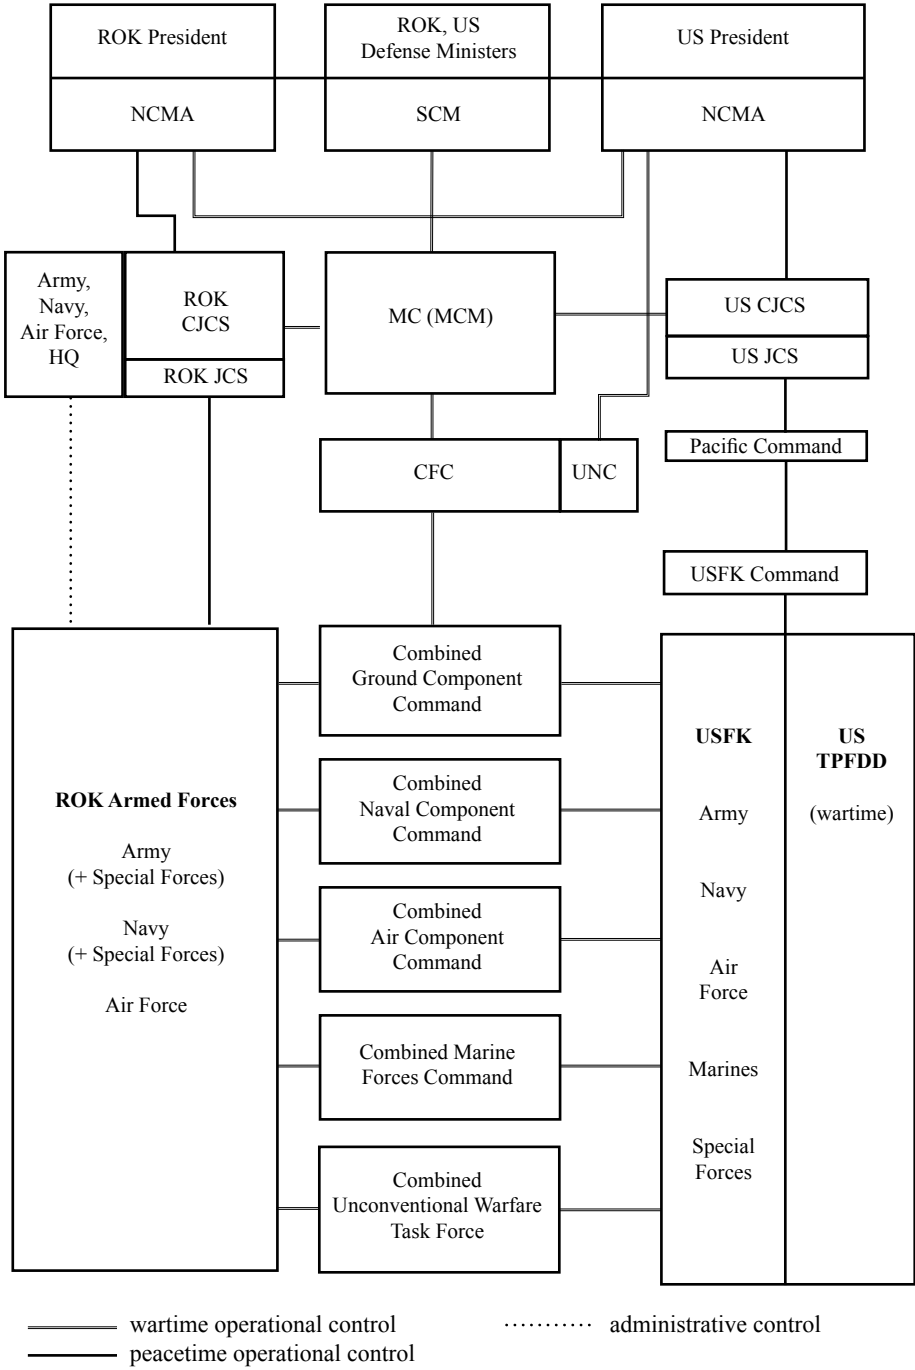 ROK President
ROK, US
Defense Ministers
US President
NCMA
SCM
NCMA
Army,
Navy,
Air Force,
HQ
ROK
CJCS
ROK JCS
MC (MCM)
US CJCS
US JCS
Pacific Command
CFC
UNC
USFK Command
ROK Armed Forces
Army
(+ Special Forces)
Navy
(+ Special Forces)
Air Force
Combined
Ground Component
Command
Combined
Naval Component
Command
Combined
Air Component
Command
Combined Marine
Forces Command
Combined
Unconventional Warfare
Task Force
USFK
Army
Navy
Air
Force
Marines
Special
Forces
US
TPFDD
(wartime)
wartime operational control
administrative control
peacetime operational control